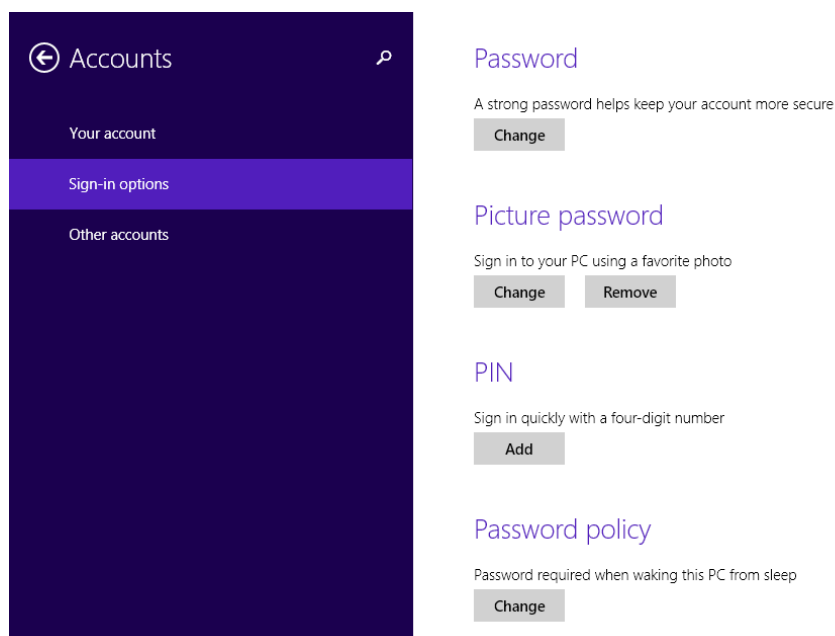 Accounts
Your account
Sign-in options
Other accounts
Password
A strong password helps keep your account more secure
Change
Picture password
Sign in to your PC using a favorite photo
Change Remove
PIN
Sign in quickly with a four-digit number
Add
Password policy
Password required when waking this PC from sleep
Change